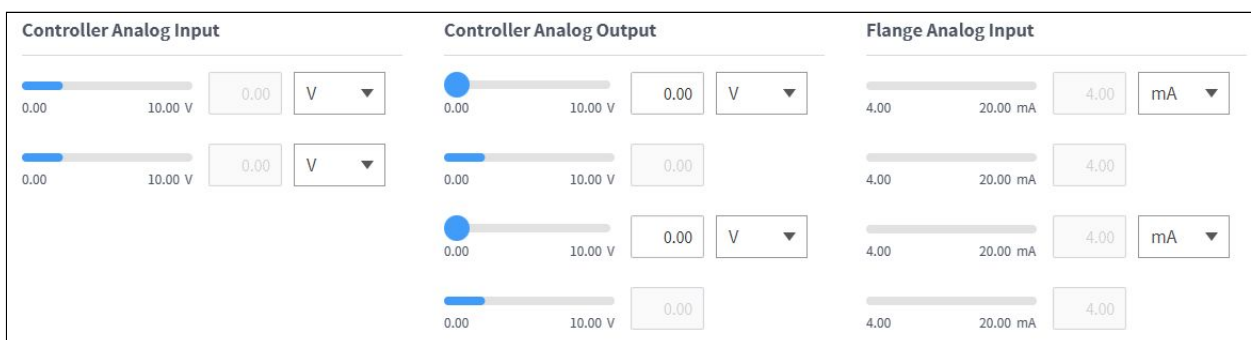 Controller Analog Input
0.00 V
0.00 10.00 V
0.00 V
0.00 10.00 V
Controller Analog Output
0.00 V
0.00 10.00 V
0.00
0.00 10.00 V
0.00 V
0.00 10.00 V
0.00
0.00 10.00 V
Flange Analog Input
4.00 mA
4.00 20.00 mA
4.00
4.00 20.00 mA
4.00 mA
4.00 20.00 mA
4.00
4.00 20.00 mA